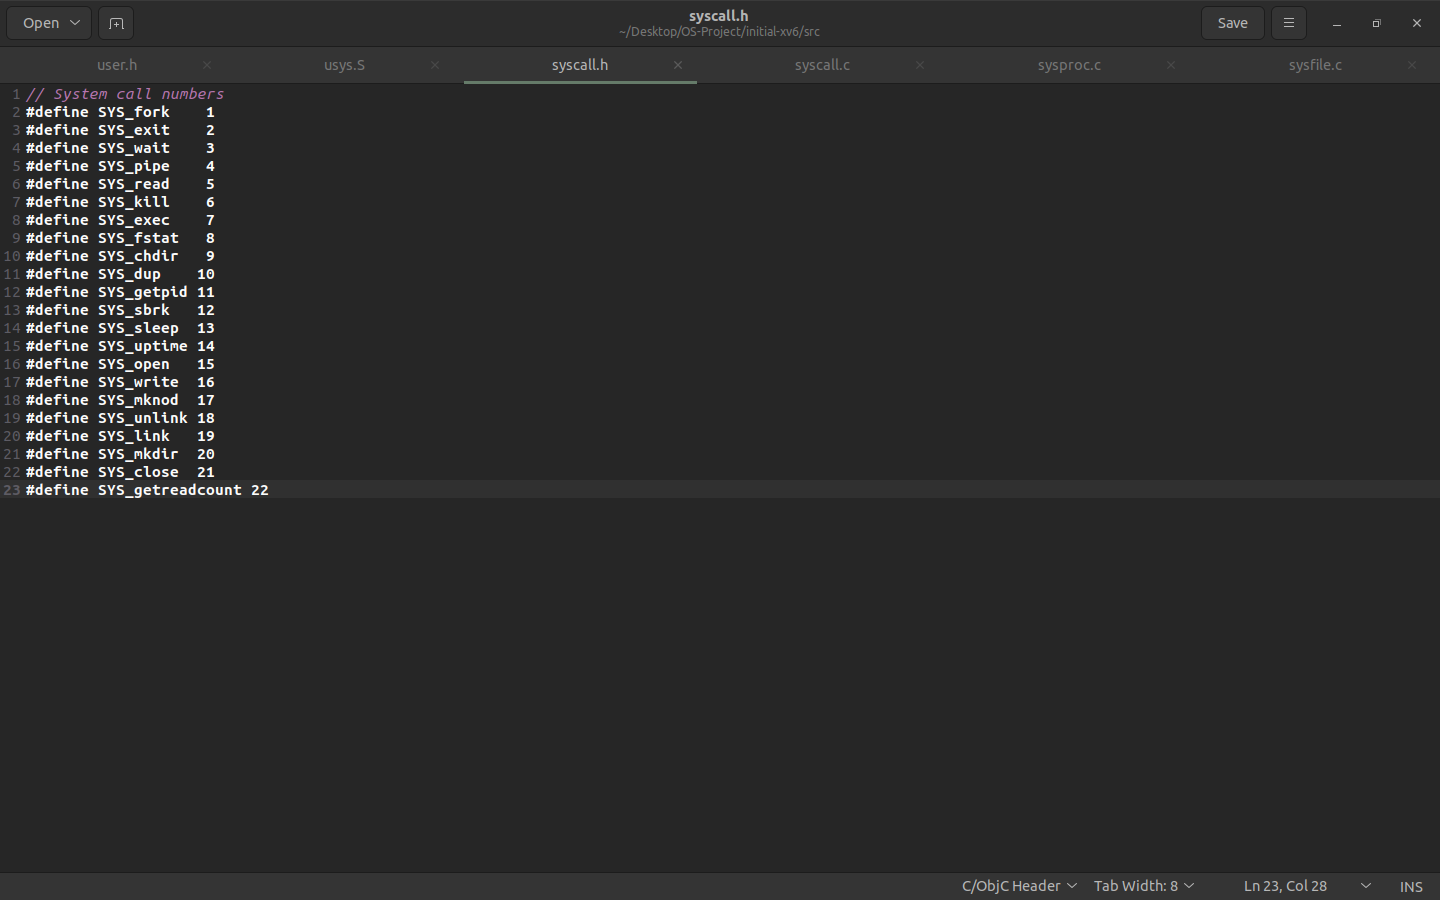 Open
syscall.h
~/Desktop/OS-Project/initial-xv6/src
Save
user.h
usys.S
syscall.h
syscall.c
sysproc.c
sysfile.c
1 // System call numbers
2 #define SYS_fork    1
3 #define SYS_exit    2
4 #define SYS_wait    3
5 #define SYS_pipe    4
6 #define SYS_read    5
7 #define SYS_kill    6
8 #define SYS_exec    7
9 #define SYS_fstat   8
10 #define SYS_chdir   9
11 #define SYS_dup    10
12 #define SYS_getpid 11
13 #define SYS_sbrk   12
14 #define SYS_sleep  13
15 #define SYS_uptime 14
16 #define SYS_open   15
17 #define SYS_write  16
18 #define SYS_mknod  17
19 #define SYS_unlink 18
20 #define SYS_link   19
21 #define SYS_mkdir  20
22 #define SYS_close  21
23 #define SYS_getreadcount 22
C/ObjC Header
Tab Width: 8
Ln 23, Col 28
INS